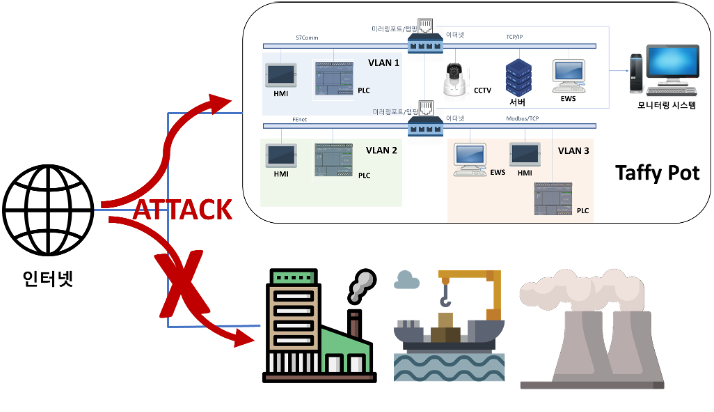 미러링포트/탭핑
S7Comm
이더넷
TCP/IP
VLAN 1
HMI
PLC
CCTV
서버
EWS
모니터링 시스템
미러링포트/탭핑
FEnet
이더넷
Modbus/TCP
VLAN 2
VLAN 3
HMI
PLC
EWS
HMI
PLC
Taffy Pot
ATTACK
인터넷